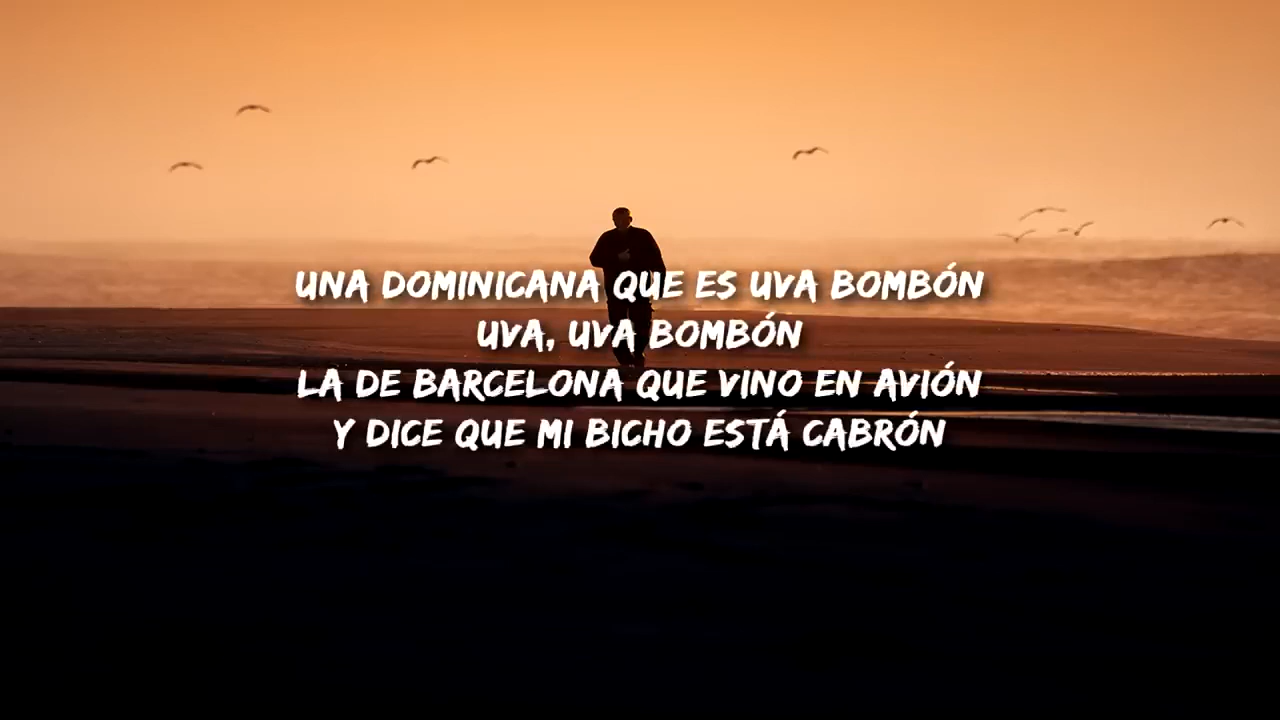 UNA DOMINICANA QUE ES UVA BOMBÓN
UVA, UVA BOMBÓN
LA DE BARCELONA QUE VINO EN AVIÓN
Y DICE QUE MI BICHO ESTÁ CABRÓN